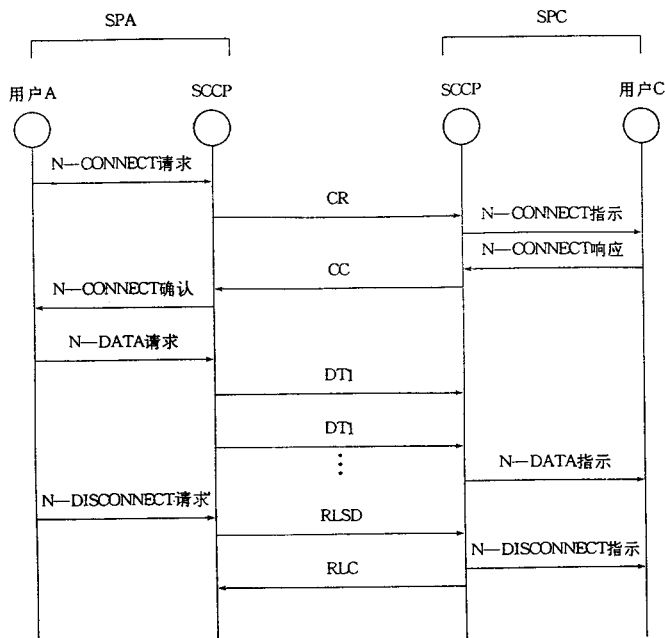 SPA
SPC
用户A
SCCP
SCCP
用户C
N—CONNECT请求
CR
N—CONNECT指示
N—CONNECT响应
CC
N—CONNECT确认
N—DATA请求
DT1
DT1
N—DATA指示
N—DISCONNECT请求
RLSD
N—DISCONNECT指示
RLC